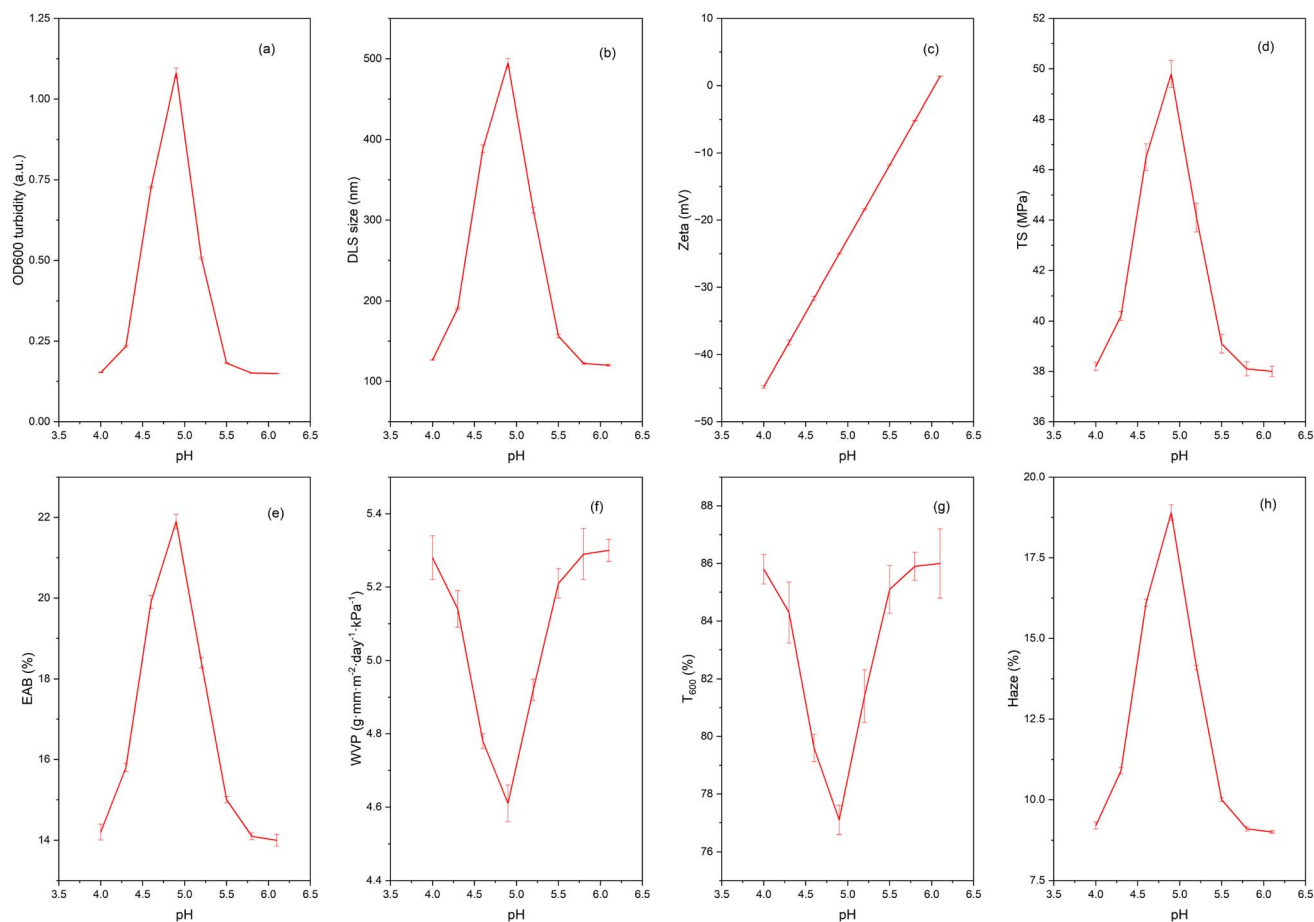 (a)
OD600 turbidity (a.u.)
1.25
1.00
0.75
0.50
0.25
0.00
3.5 4.0 4.5 5.0 5.5 6.0 6.5
pH
(b)
DLS size (nm)
500
400
300
200
100
3.5 4.0 4.5 5.0 5.5 6.0 6.5
pH
(c)
Zeta (mV)
10
0
−10
−20
−30
−40
−50
3.5 4.0 4.5 5.0 5.5 6.0 6.5
pH
(d)
TS (MPa)
52
50
48
46
44
42
40
38
36
3.5 4.0 4.5 5.0 5.5 6.0 6.5
pH
(e)
EAB (%)
22
20
18
16
14
3.5 4.0 4.5 5.0 5.5 6.0 6.5
pH
(f)
WVP (g·mm·m⁻²·day⁻¹·kPa⁻¹)
5.4
5.2
5.0
4.8
4.6
4.4
3.5 4.0 4.5 5.0 5.5 6.0 6.5
pH
(g)
T₆₀₀ (%)
88
86
84
82
80
78
76
3.5 4.0 4.5 5.0 5.5 6.0 6.5
pH
(h)
Haze (%)
20.0
17.5
15.0
12.5
10.0
7.5
3.5 4.0 4.5 5.0 5.5 6.0 6.5
pH